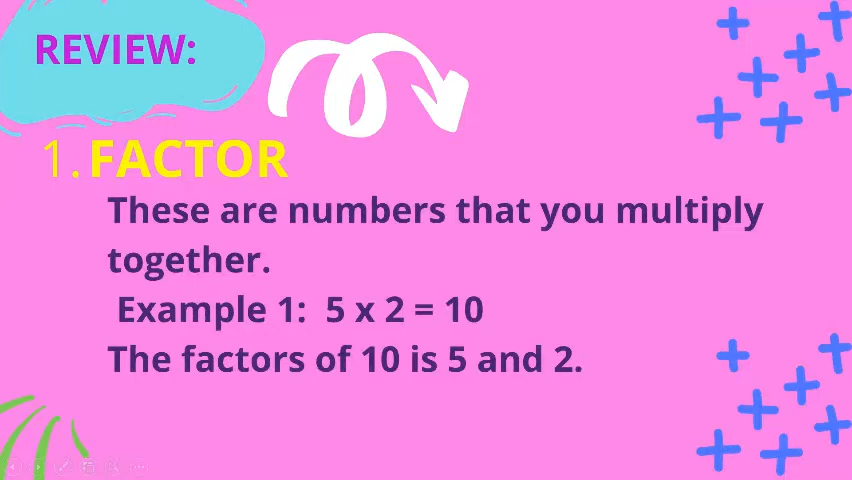 REVIEW:
1. FACTOR
These are numbers that you multiply
together.
Example 1: 5 x 2 = 10
The factors of 10 is 5 and 2.